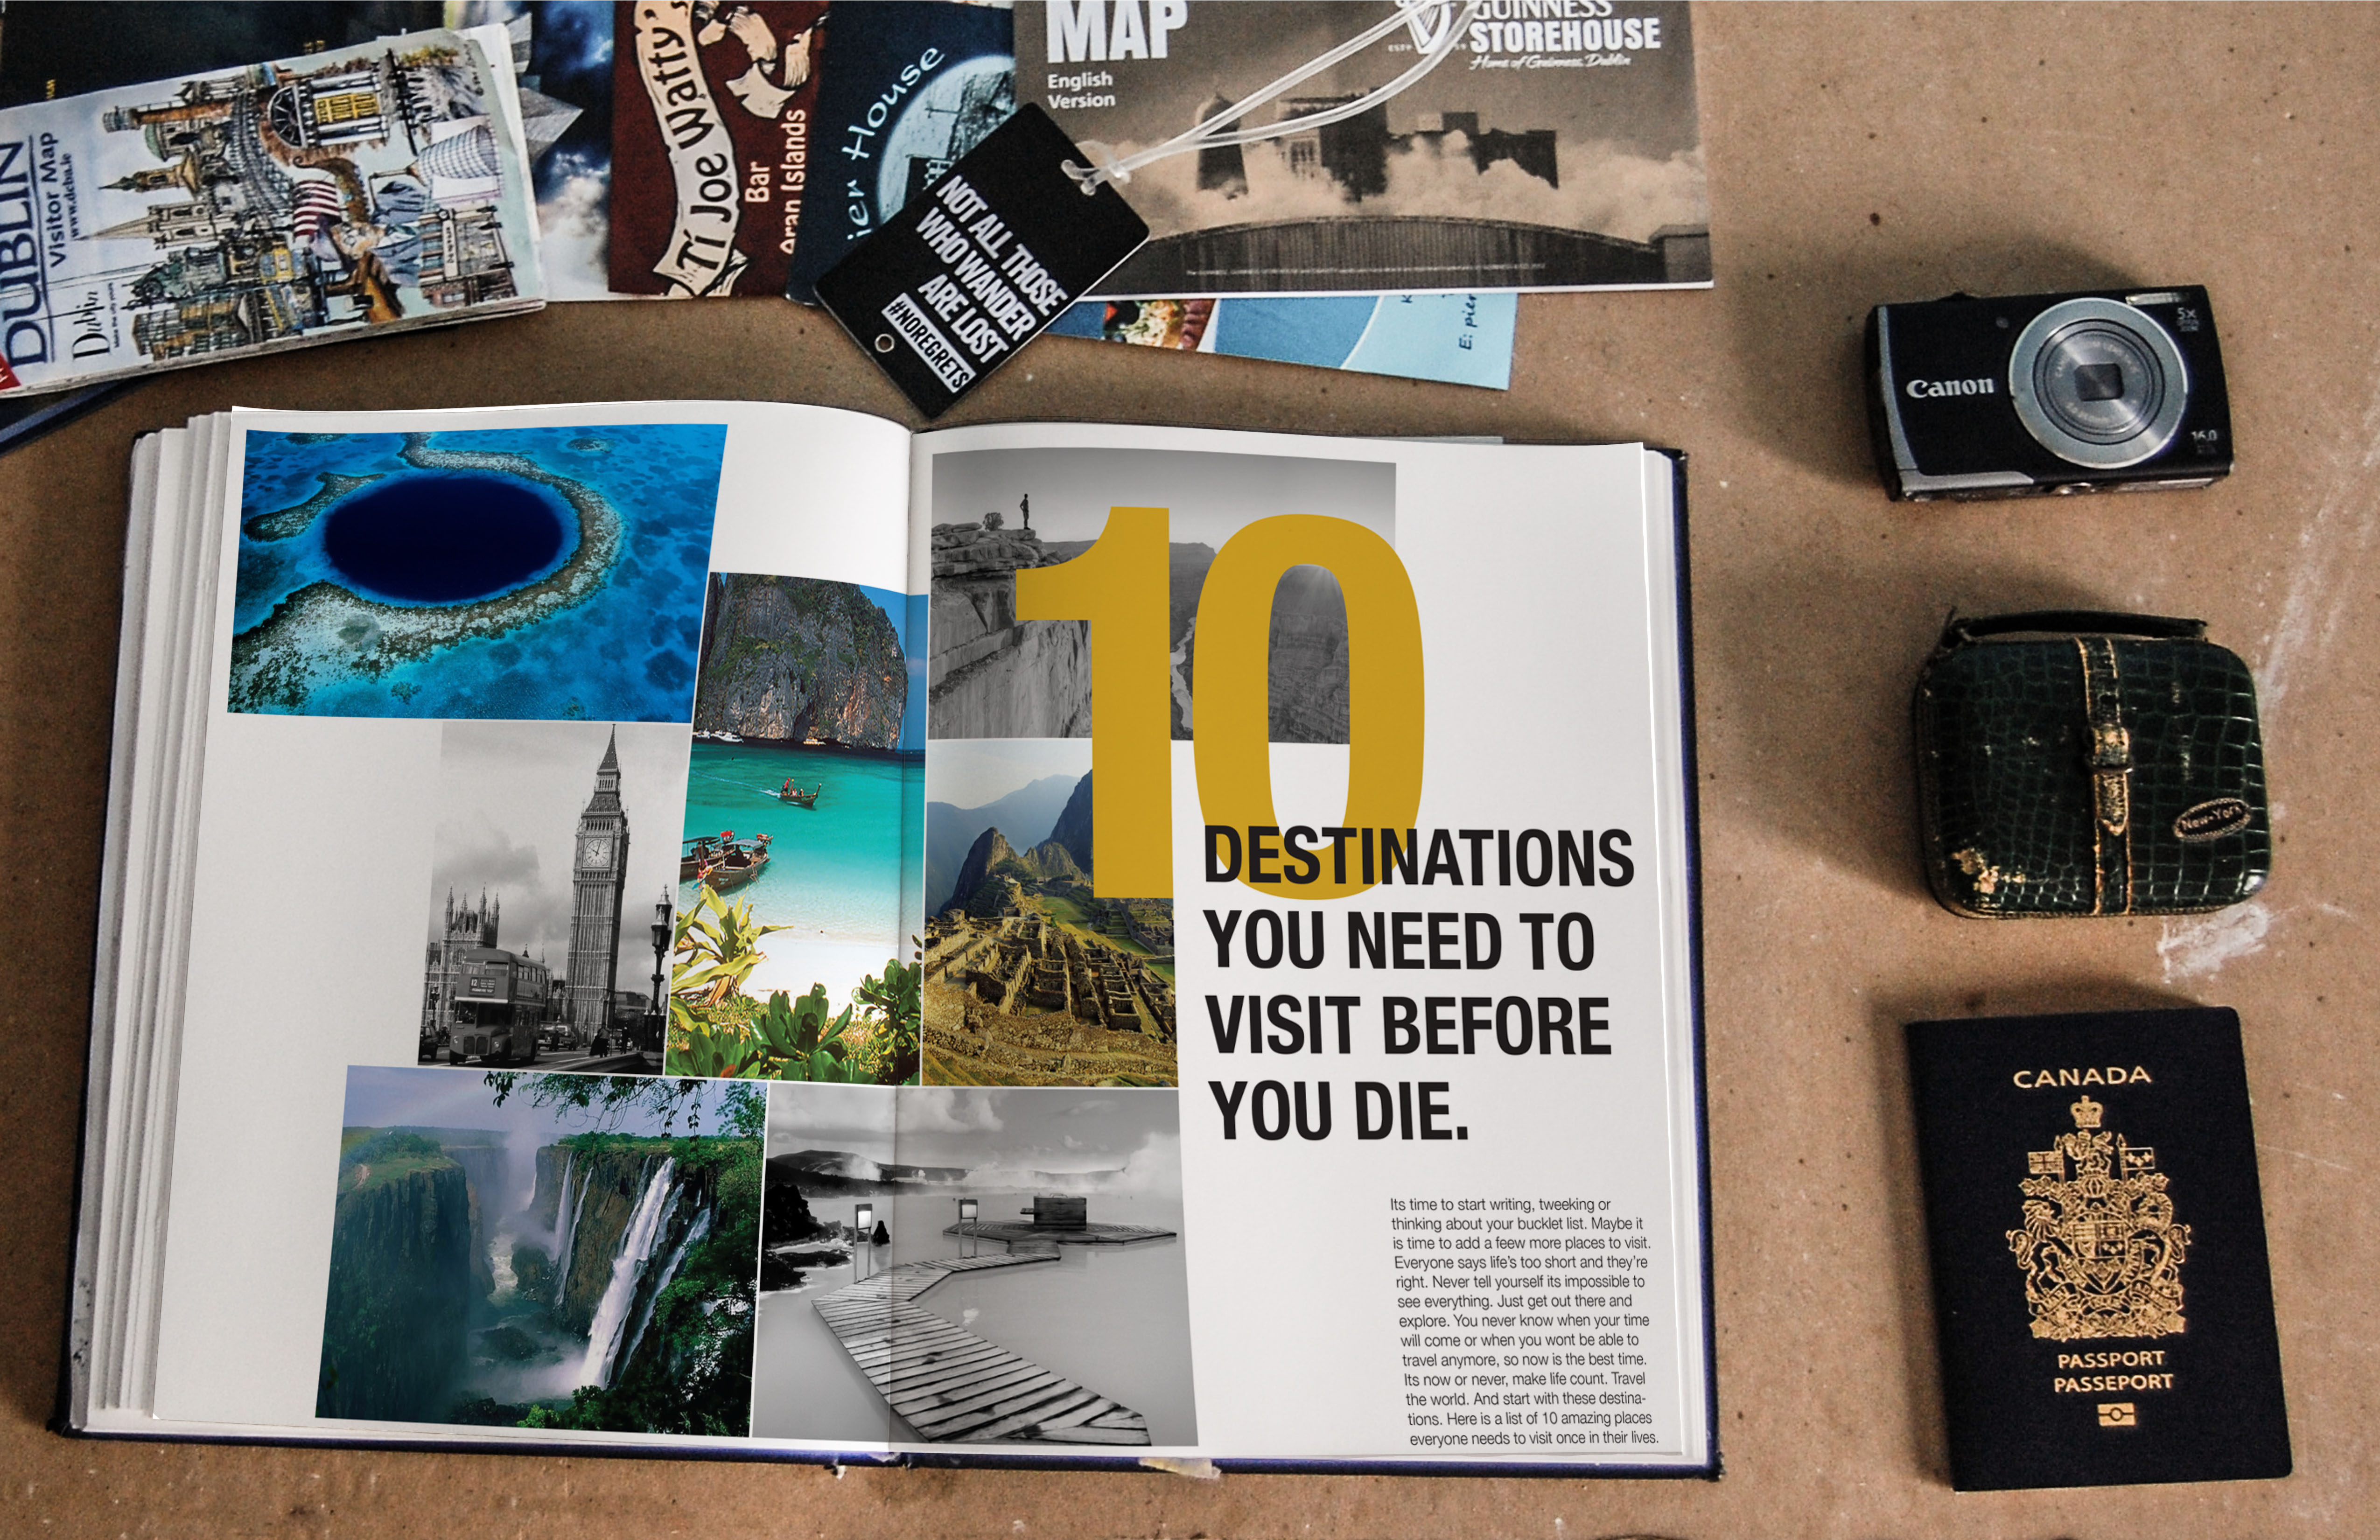 DUBLIN
Visitor Map
www.dcba.ie
Dublin
Tí Joe Watty's
Bar
Aran Islands
ier House
MAP
English
Version
GUINNESS
STOREHOUSE
Home of Guinness. Dublin
NOT ALL THOSE
WHO WANDER
ARE LOST
#NOREGRETS
E: pier
Canon
5x
16.0
New-York
CANADA
PASSPORT
PASSEPORT
10
DESTINATIONS
YOU NEED TO
VISIT BEFORE
YOU DIE.
Its time to start writing, tweeking or
thinking about your bucklet list. Maybe it
is time to add a feew more places to visit.
Everyone says life's too short and they're
right. Never tell yourself its impossible to
see everything. Just get out there and
explore. You never know when your time
will come or when you wont be able to
travel anymore, so now is the best time.
Its now or never, make life count. Travel
the world. And start with these destina-
tions. Here is a list of 10 amazing places
everyone needs to visit once in their lives.